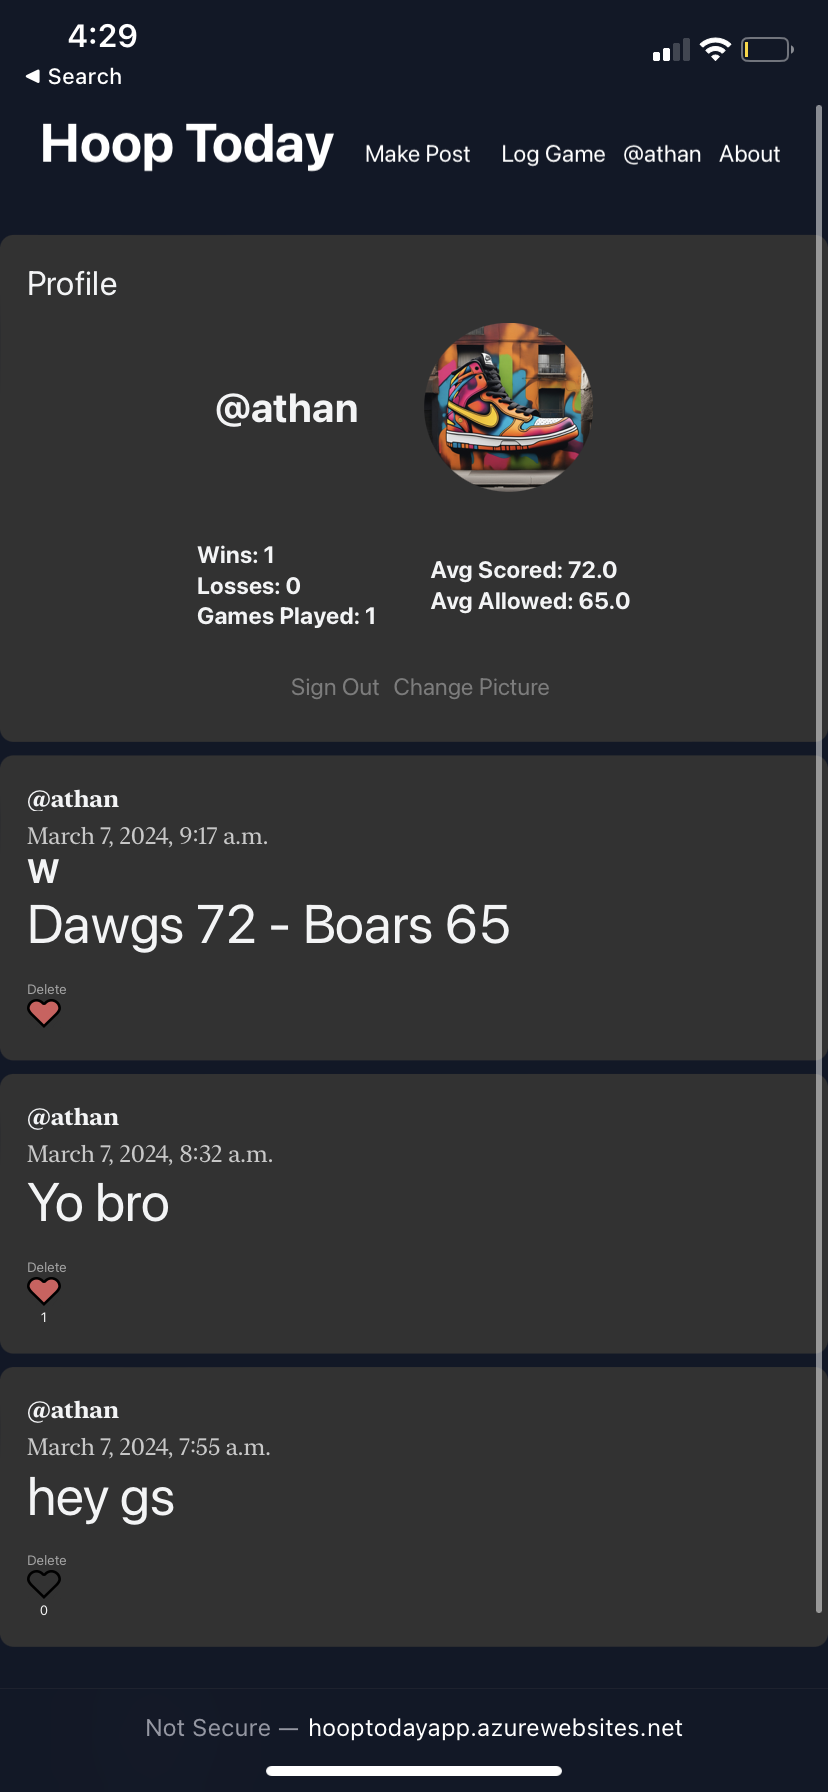 4:29
◀ Search
Hoop Today Make Post Log Game @athan About
Profile
@athan
Wins: 1
Losses: 0
Games Played: 1
Avg Scored: 72.0
Avg Allowed: 65.0
Sign Out Change Picture
@athan
March 7, 2024, 9:17 a.m.
W
Dawgs 72 - Boars 65
Delete
@athan
March 7, 2024, 8:32 a.m.
Yo bro
Delete
1
@athan
March 7, 2024, 7:55 a.m.
hey gs
Delete
0
Not Secure — hooptodayapp.azurewebsites.net